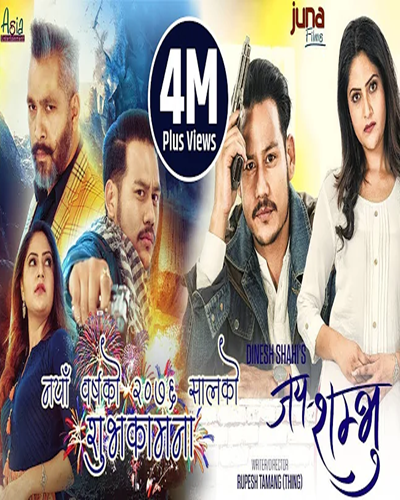 Asia
juna
Films
4M
Plus Views
DINESH SHAHI'S
नयाँ वर्षको २०७६ सालको
शुभकामना
जय शम्भु
WRITER/DIRECTOR
RUPESH TAMANG (THING)